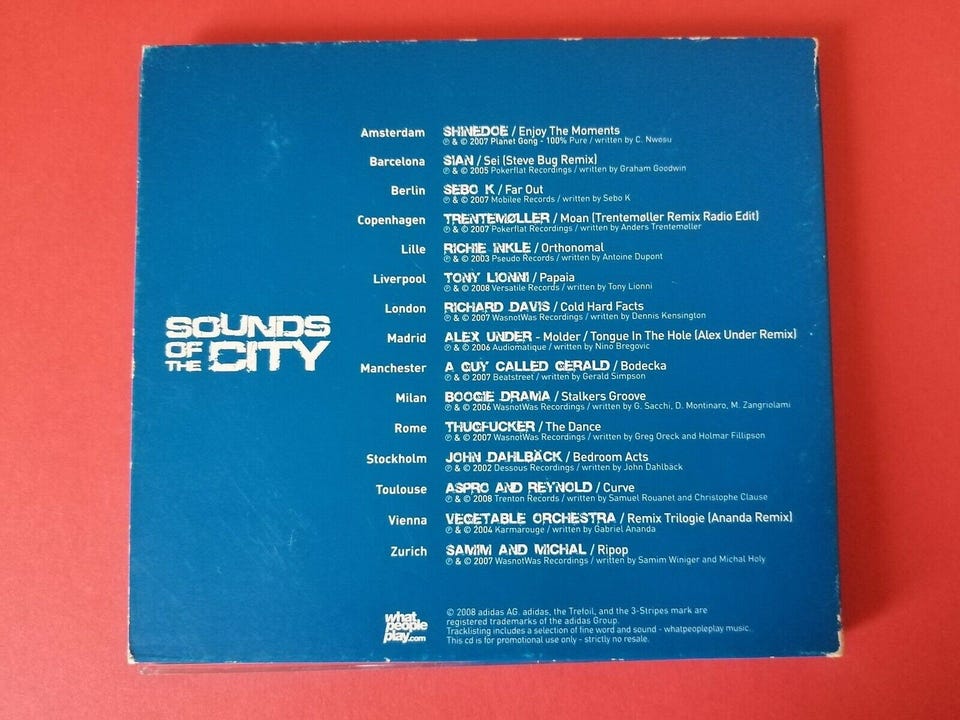 Amsterdam SHINEDOE / Enjoy The Moments
℗ & © 2007 Planet Gong - 100% Pure / written by C. Nwosu
Barcelona SIAN / Sei (Steve Bug Remix)
℗ & © 2005 Pokerflat Recordings / written by Graham Goodwin
Berlin SEBO K / Far Out
℗ & © 2007 Mobilee Records / written by Sebo K
Copenhagen TRENTEMØLLER / Moan (Trentemøller Remix Radio Edit)
℗ & © 2007 Pokerflat Recordings / written by Anders Trentemøller
Lille RICHIE INKLE / Orthonomal
℗ & © 2003 Pseudo Records / written by Antoine Dupont
Liverpool TONY LIONNI / Papaia
℗ & © 2008 Versatile Records / written by Tony Lionni
London RICHARD DAVIS / Cold Hard Facts
℗ & © 2007 WasnotWas Recordings / written by Dennis Kensington
Madrid ALEX UNDER - Molder / Tongue In The Hole (Alex Under Remix)
℗ & © 2006 Audiomatique / written by Nino Bregovic
Manchester A GUY CALLED GERALD / Bodecka
℗ & © 2007 Beatstreet / written by Gerald Simpson
Milan BOOGIE DRAMA / Stalkers Groove
℗ & © 2006 WasnotWas Recordings / written by G. Sacchi, D. Montinaro, M. Zangriolami
Rome THUGFUCKER / The Dance
℗ & © 2007 WasnotWas Recordings / written by Greg Oreck and Holmar Fillipson
Stockholm JOHN DAHLBÄCK / Bedroom Acts
℗ & © 2002 Dessous Recordings / written by John Dahlbäck
Toulouse ASPRO AND REYNOLD / Curve
℗ & © 2008 Trenton Records / written by Samuel Rouanet and Christophe Clause
Vienna VEGETABLE ORCHESTRA / Remix Trilogie (Ananda Remix)
℗ & © 2004 Karmarouge / written by Gabriel Ananda
Zurich SAMIM AND MICHAL / Ripop
℗ & © 2007 WasnotWas Recordings / written by Samim Winiger and Michal Holy
SOUNDS
OF THE CITY
what
people
play.com
© 2008 adidas AG. adidas, the Trefoil, and the 3-Stripes mark are
registered trademarks of the adidas Group.
Tracklisting includes a selection of fine word and sound - whatpeopleplay music.
This cd is for promotional use only - strictly no resale.